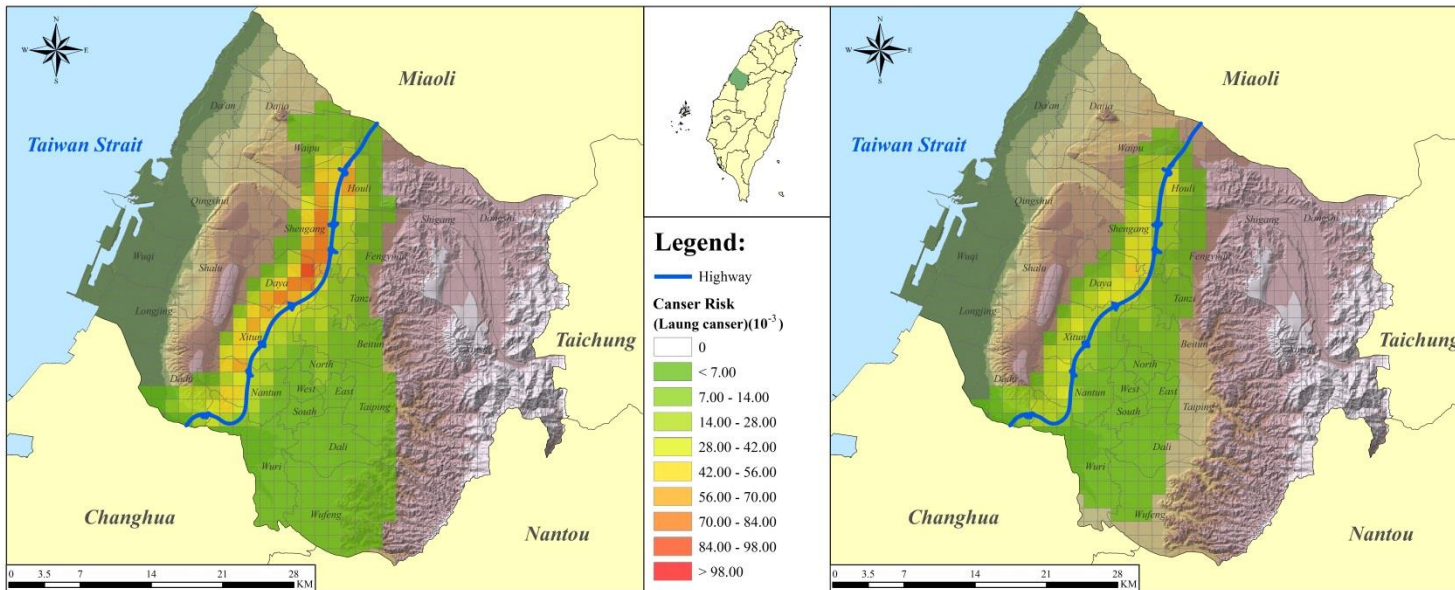 N
W E
S
Miaoli
Taiwan Strait
Da'an
Dajia
Waipu
Houli
Qingshui
Shengang
Shigang
Dongshi
Wuqi
Shalu
Fengyuan
Daya
Tanzi
Longjing
Xitun
Beitun
Taichung
North
Dadu
Nantun
West
East
South
Taiping
Dali
Wuri
Changhua
Wufeng
Nantou
0 3.5 7 14 21 28
KM
Legend:
Highway
Canser Risk
(Laung canser)(10⁻³)
0
< 7.00
7.00 - 14.00
14.00 - 28.00
28.00 - 42.00
42.00 - 56.00
56.00 - 70.00
70.00 - 84.00
84.00 - 98.00
> 98.00
N
W E
S
Miaoli
Taiwan Strait
Da'an
Dajia
Waipu
Houli
Qingshui
Shengang
Shigang
Dongshi
Wuqi
Shalu
Fengyuan
Daya
Tanzi
Longjing
Xitun
Beitun
Taichung
North
Dadu
Nantun
West
East
South
Taiping
Dali
Wuri
Changhua
Wufeng
Nantou
0 3.5 7 14 21 28
KM